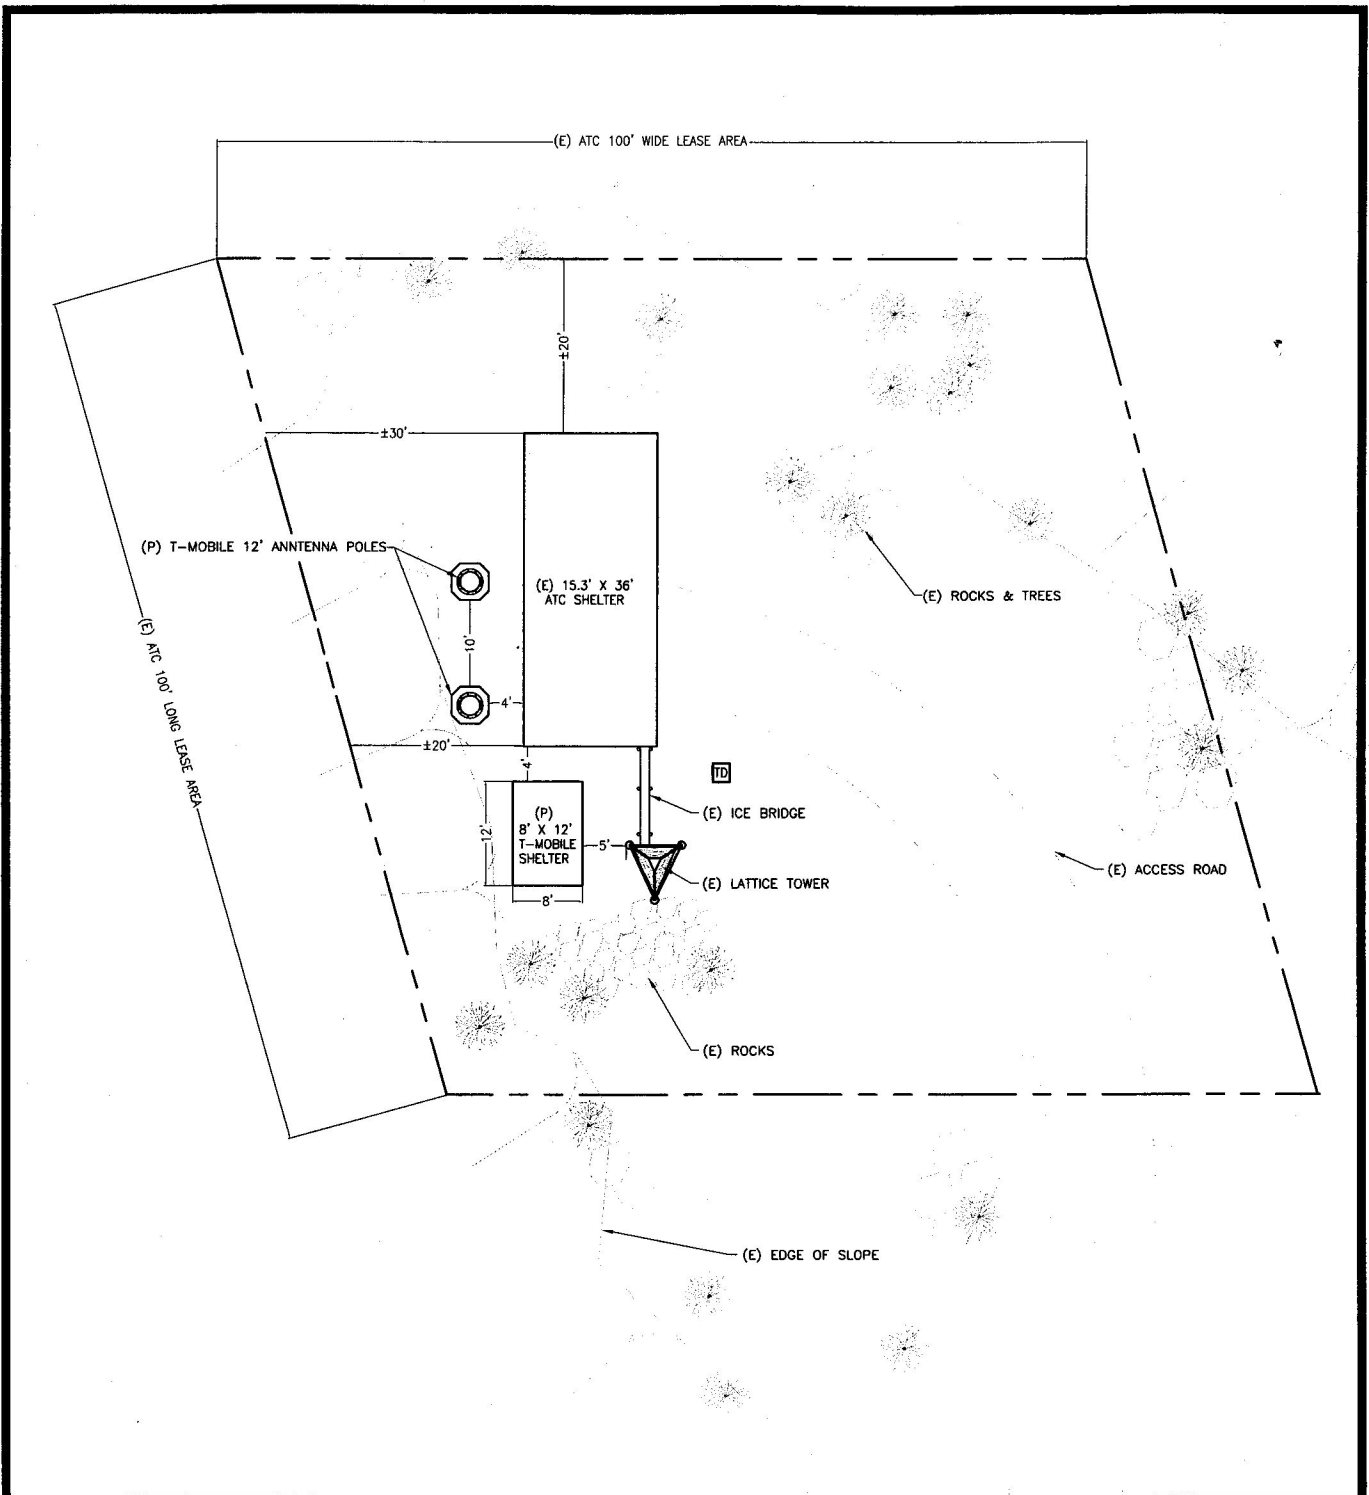 (E) ATC 100' WIDE LEASE AREA
±20'
±30'
(P) T-MOBILE 12' ANNTENNA POLES
(E) 15.3' X 36'
ATC SHELTER
(E) ROCKS & TREES
10'
(E) ATC 100' LONG LEASE AREA
4'
±20'
4'
TD
(P)
8' X 12'
T-MOBILE
SHELTER
12'
5'
8'
(E) ICE BRIDGE
(E) LATTICE TOWER
(E) ACCESS ROAD
(E) ROCKS
(E) EDGE OF SLOPE